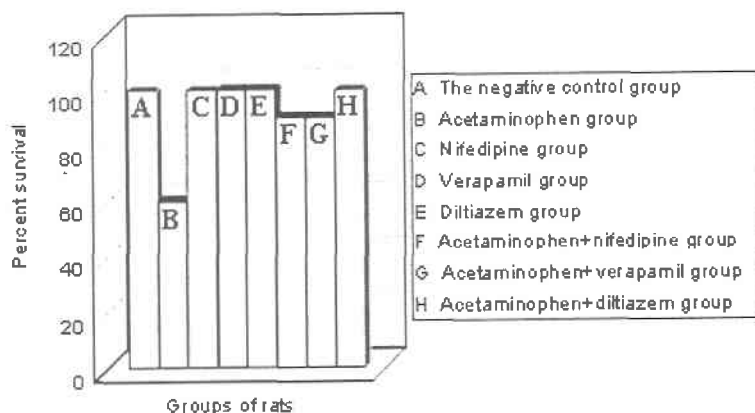 120
100
80
60
40
20
0
Percent survival
A
B
C
D
E
F
G
H
Groups of rats
A The negative control group
B Acetaminophen group
C Nifedipine group
D Verapamil group
E Diltiazem group
F Acetaminophen+nifedipine group
G Acetaminophen+verapamil group
H Acetaminophen+diltiazem group